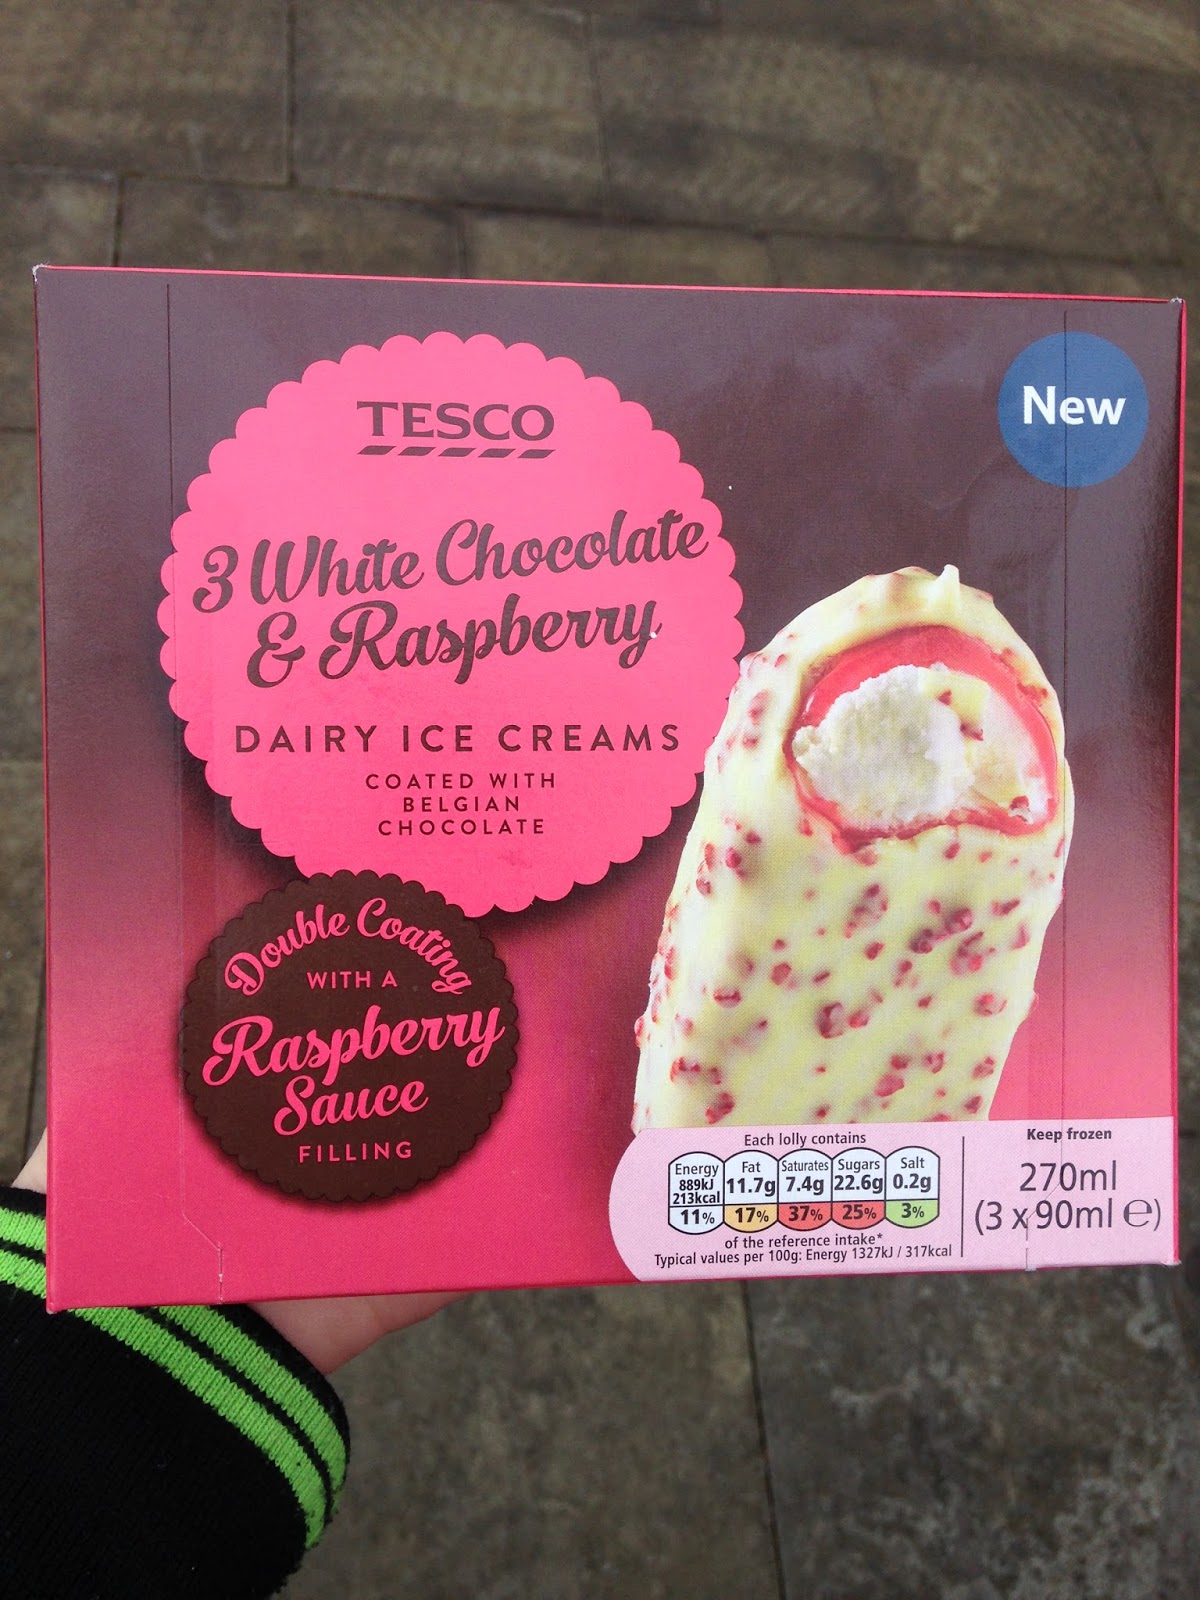 TESCO
New
3 White Chocolate
& Raspberry
DAIRY ICE CREAMS
COATED WITH
BELGIAN
CHOCOLATE
Double Coating
WITH A
Raspberry
Sauce
FILLING
Each lolly contains
Energy 889kJ 213kcal 11%
Fat 11.7g 17%
Saturates 7.4g 37%
Sugars 22.6g 25%
Salt 0.2g 3%
of the reference intake*
Typical values per 100g: Energy 1327kJ / 317kcal
Keep frozen
270ml
(3 x 90ml ℮)